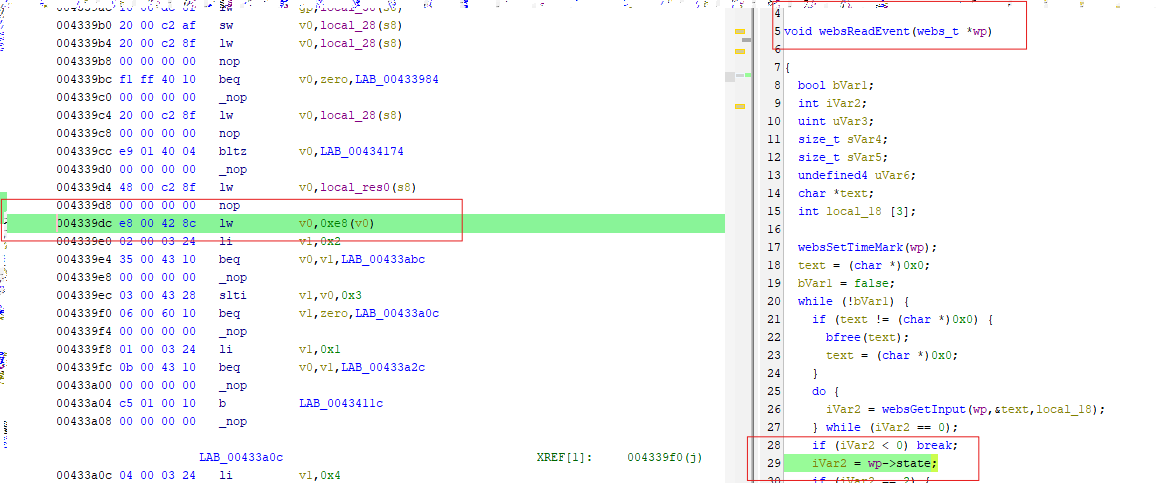 004339b0 20 00 c2 af sw v0,local_28(s8)
004339b4 20 00 c2 8f lw v0,local_28(s8)
004339b8 00 00 00 00 nop
004339bc f1 ff 40 10 beq v0,zero,LAB_00433984
004339c0 00 00 00 00 _nop
004339c4 20 00 c2 8f lw v0,local_28(s8)
004339c8 00 00 00 00 nop
004339cc e9 01 40 04 bltz v0,LAB_00434174
004339d0 00 00 00 00 _nop
004339d4 48 00 c2 8f lw v0,local_res0(s8)
004339d8 00 00 00 00 nop
004339dc e8 00 42 8c lw v0,0xe8(v0)
004339e0 02 00 03 24 li v1,0x2
004339e4 35 00 43 10 beq v0,v1,LAB_00433abc
004339e8 00 00 00 00 _nop
004339ec 03 00 43 28 slti v1,v0,0x3
004339f0 06 00 60 10 beq v1,zero,LAB_00433a0c
004339f4 00 00 00 00 _nop
004339f8 01 00 03 24 li v1,0x1
004339fc 0b 00 43 10 beq v0,v1,LAB_00433a2c
00433a00 00 00 00 00 _nop
00433a04 c5 01 00 10 b LAB_0043411c
00433a08 00 00 00 00 _nop
LAB_00433a0c XREF[1]: 004339f0(j)
00433a0c 04 00 03 24 li v1,0x4
4
5 void websReadEvent(webs_t *wp)
6
7 {
8 bool bVar1;
9 int iVar2;
10 uint uVar3;
11 size_t sVar4;
12 size_t sVar5;
13 undefined4 uVar6;
14 char *text;
15 int local_18 [3];
16
17 websSetTimeMark(wp);
18 text = (char *)0x0;
19 bVar1 = false;
20 while (!bVar1) {
21 if (text != (char *)0x0) {
22 bfree(text);
23 text = (char *)0x0;
24 }
25 do {
26 iVar2 = websGetInput(wp,&text,local_18);
27 } while (iVar2 == 0);
28 if (iVar2 < 0) break;
29 iVar2 = wp->state;
30 if (iVar2 == 2) {